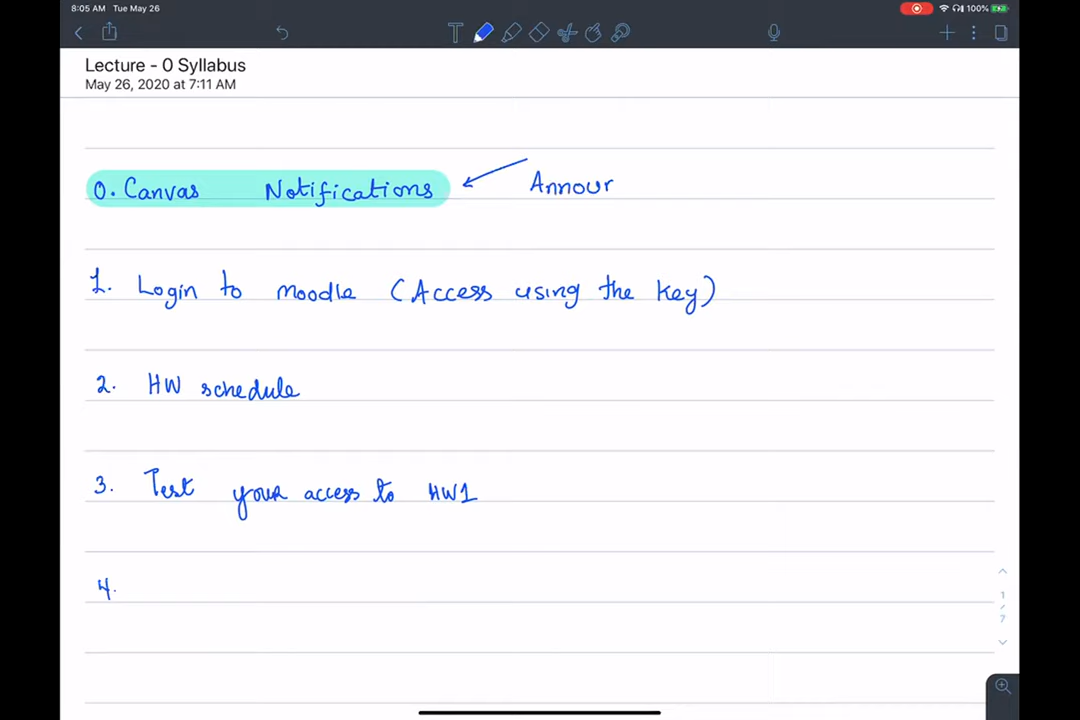 8:05 AM Tue May 26
100%
Lecture - 0 Syllabus
May 26, 2020 at 7:11 AM
0. Canvas Notifications Annour
1. Login to moodle (Access using the key)
2. HW schedule
3. Test your access to HW1
4.
1
/
7